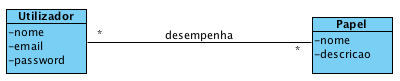 Utilizador
-nome
-email
-password
*
desempenha
*
Papel
-nome
-descricao